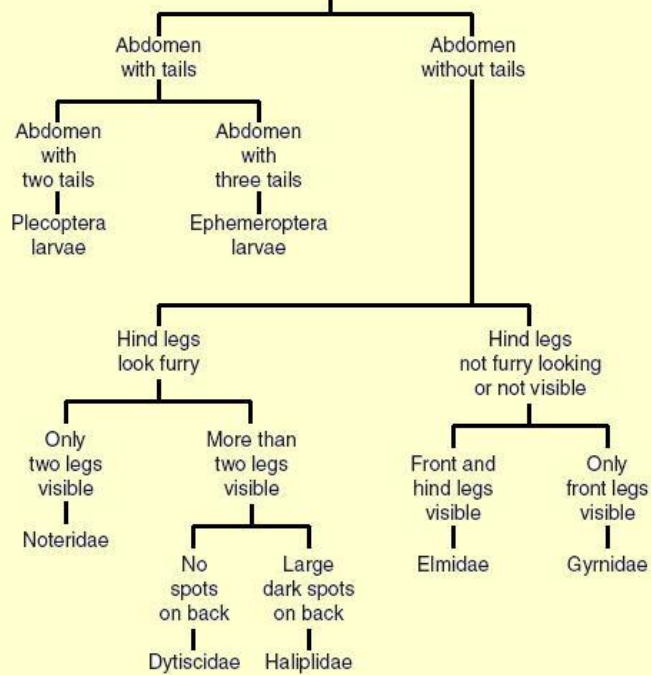 Abdomen
with tails
Abdomen
without tails
Abdomen
with
two tails
Abdomen
with
three tails
Plecoptera
larvae
Ephemeroptera
larvae
Hind legs
look furry
Hind legs
not furry looking
or not visible
Only
two legs
visible
More than
two legs
visible
Front and
hind legs
visible
Only
front legs
visible
Noteridae
No
spots
on back
Large
dark spots
on back
Elmidae
Gyrnidae
Dytiscidae
Haliplidae